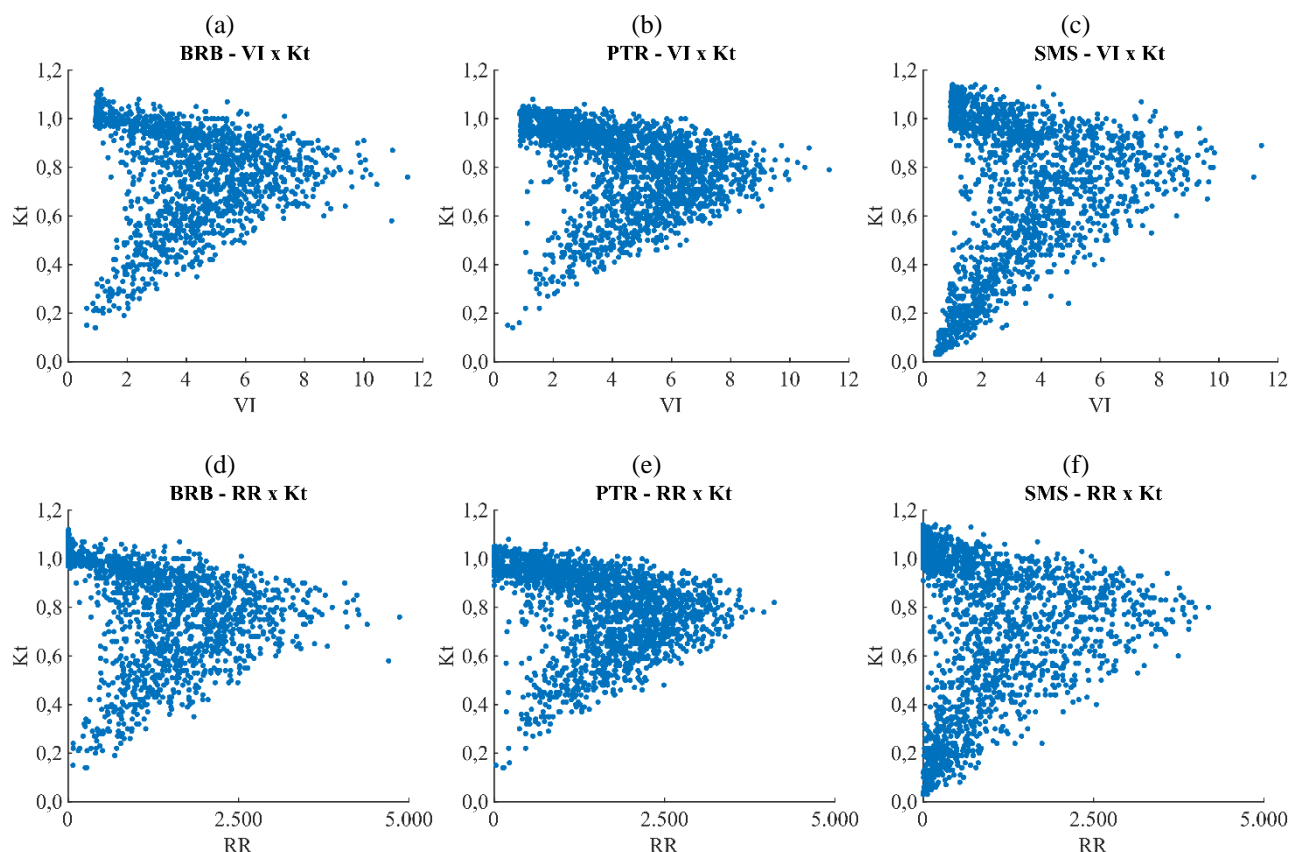 (a) (b) (c)
BRB - VI x Kt PTR - VI x Kt SMS - VI x Kt
1,2 1,2 1,2
1,0 1,0 1,0
0,8 0,8 0,8
Kt Kt Kt
0,6 0,6 0,6
0,4 0,4 0,4
0,2 0,2 0,2
0,0 0,0 0,0
0 2 4 6 8 10 12 0 2 4 6 8 10 12 0 2 4 6 8 10 12
VI VI VI
(d) (e) (f)
BRB - RR x Kt PTR - RR x Kt SMS - RR x Kt
1,2 1,2 1,2
1,0 1,0 1,0
0,8 0,8 0,8
Kt Kt Kt
0,6 0,6 0,6
0,4 0,4 0,4
0,2 0,2 0,2
0,0 0,0 0,0
0 2.500 5.000 0 2.500 5.000 0 2.500 5.000
RR RR RR